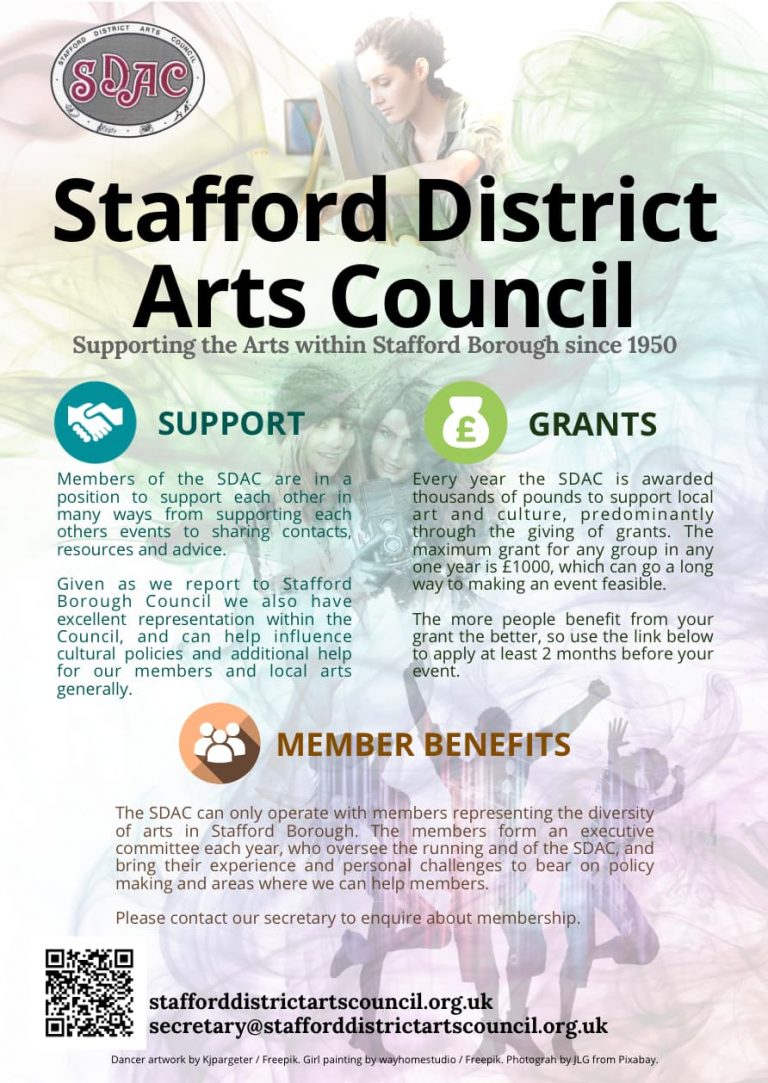 STAFFORD DISTRICT ARTS COUNCIL
SDAC
Stafford District
Arts Council
Supporting the Arts within Stafford Borough since 1950
SUPPORT
Members of the SDAC are in a
position to support each other in
many ways from supporting each
others events to sharing contacts,
resources and advice.
Given as we report to Stafford
Borough Council we also have
excellent representation within the
Council, and can help influence
cultural policies and additional help
for our members and local arts
generally.
£
GRANTS
Every year the SDAC is awarded
thousands of pounds to support local
art and culture, predominantly
through the giving of grants. The
maximum grant for any group in any
one year is £1000, which can go a long
way to making an event feasible.
The more people benefit from your
grant the better, so use the link below
to apply at least 2 months before your
event.
MEMBER BENEFITS
The SDAC can only operate with members representing the diversity
of arts in Stafford Borough. The members form an executive
committee each year, who oversee the running and of the SDAC, and
bring their experience and personal challenges to bear on policy
making and areas where we can help members.
Please contact our secretary to enquire about membership.
stafforddistrictartscouncil.org.uk
secretary@stafforddistrictartscouncil.org.uk
Dancer artwork by Kjpargeter / Freepik. Girl painting by wayhomestudio / Freepik. Photograh by JLG from Pixabay.